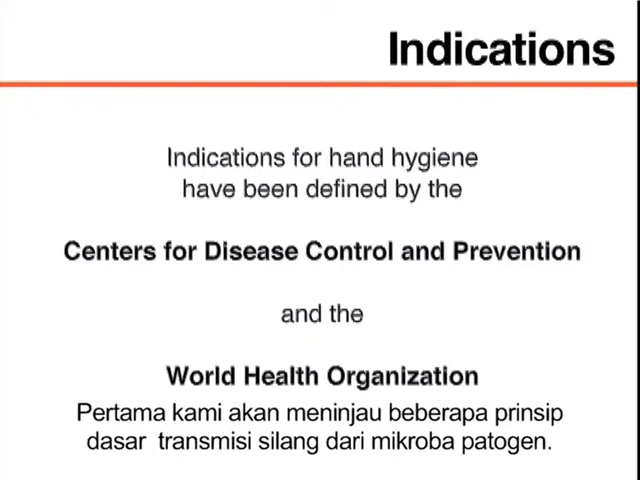 Indications
Indications for hand hygiene
have been defined by the
Centers for Disease Control and Prevention
and the
World Health Organization
Pertama kami akan meninjau beberapa prinsip
dasar  transmisi silang dari mikroba patogen.